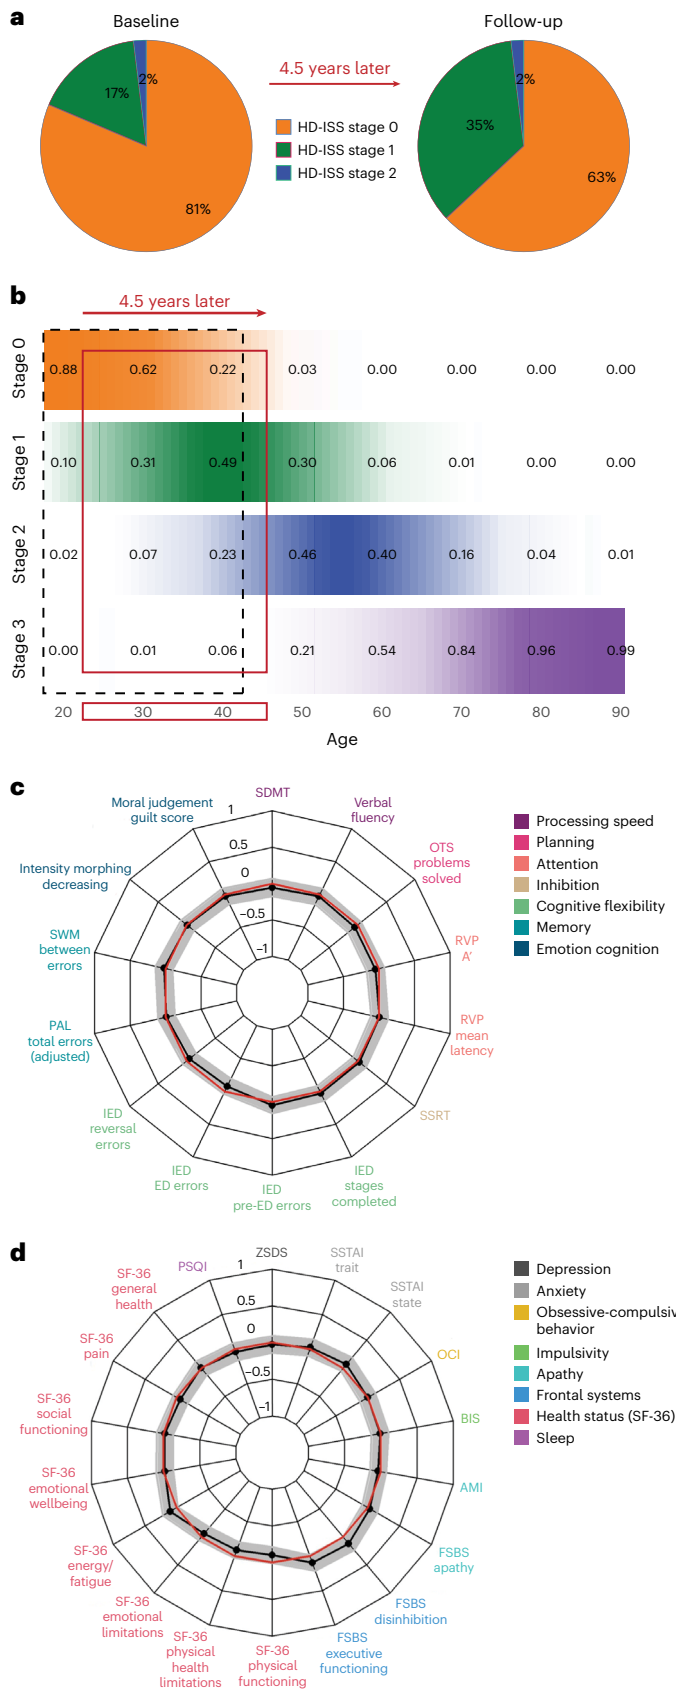 a
Baseline
Follow-up
4.5 years later
2%
17%
81%
HD-ISS stage 0
HD-ISS stage 1
HD-ISS stage 2
2%
35%
63%
b
4.5 years later
Stage 0
0.88 0.62 0.22 0.03 0.00 0.00 0.00 0.00
Stage 1
0.10 0.31 0.49 0.30 0.06 0.01 0.00 0.00
Stage 2
0.02 0.07 0.23 0.46 0.40 0.16 0.04 0.01
Stage 3
0.00 0.01 0.06 0.21 0.54 0.84 0.96 0.99
20 30 40 50 60 70 80 90
Age
c
SDMT
Verbal
fluency
OTS
problems
solved
RVP
A′
RVP
mean
latency
SSRT
IED
stages
completed
IED
pre-ED errors
IED
ED errors
IED
reversal
errors
PAL
total errors
(adjusted)
SWM
between
errors
Intensity morphing
decreasing
Moral judgement
guilt score
1
0.5
0
–0.5
–1
Processing speed
Planning
Attention
Inhibition
Cognitive flexibility
Memory
Emotion cognition
d
ZSDS
SSTAI
trait
SSTAI
state
OCI
BIS
AMI
FSBS
apathy
FSBS
disinhibition
FSBS
executive
functioning
SF-36
physical
functioning
SF-36
physical
health
limitations
SF-36
emotional
limitations
SF-36
energy/
fatigue
SF-36
emotional
wellbeing
SF-36
social
functioning
SF-36
pain
SF-36
general
health
PSQI
1
0.5
0
–0.5
–1
Depression
Anxiety
Obsessive-compulsiv
behavior
Impulsivity
Apathy
Frontal systems
Health status (SF-36)
Sleep